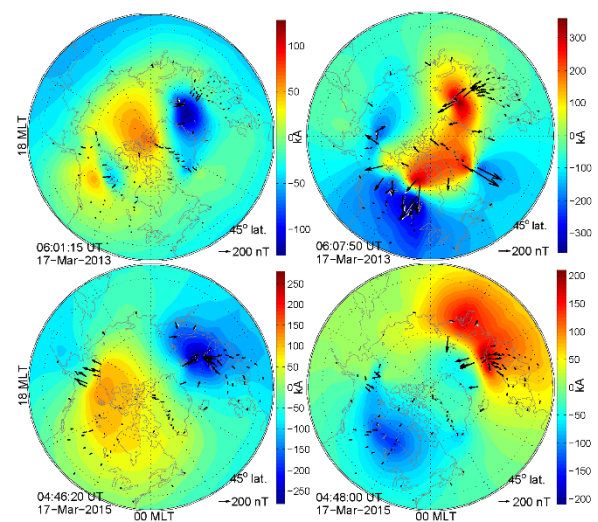 100
50
0
−50
−100
kA
18 MLT
45° lat.
06:01:15 UT
17−Mar−2013
200 nT
300
200
100
0
−100
−200
−300
kA
45° lat.
06:07:50 UT
17−Mar−2013
200 nT
250
200
150
100
50
0
−50
−100
−150
−200
−250
kA
18 MLT
45° lat.
04:46:20 UT
17−Mar−2015
200 nT
00 MLT
200
150
100
50
0
−50
−100
−150
−200
kA
45° lat.
04:48:00 UT
17−Mar−2015
200 nT
00 MLT